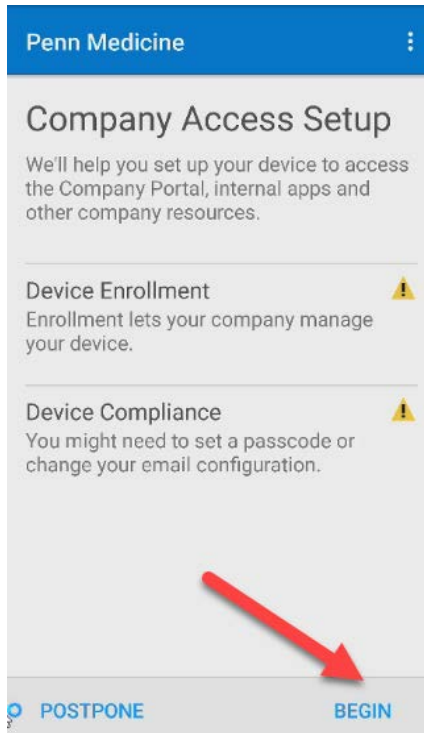 Penn Medicine
Company Access Setup
We'll help you set up your device to access
the Company Portal, internal apps and
other company resources.
Device Enrollment
Enrollment lets your company manage
your device.
Device Compliance
You might need to set a passcode or
change your email configuration.
POSTPONE
BEGIN